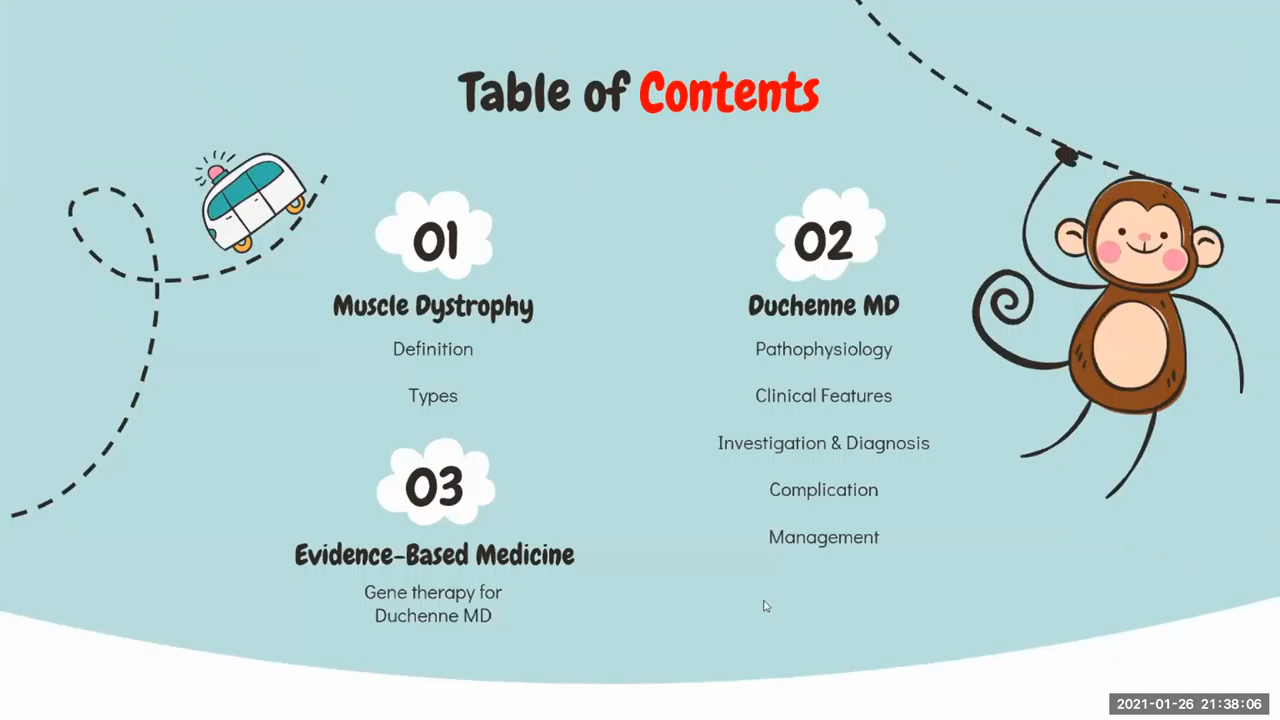 Table of Contents
01
Muscle Dystrophy
Definition
Types
02
Duchenne MD
Pathophysiology
Clinical Features
Investigation & Diagnosis
Complication
Management
03
Evidence-Based Medicine
Gene therapy for
Duchenne MD
2021-01-26 21:38:06